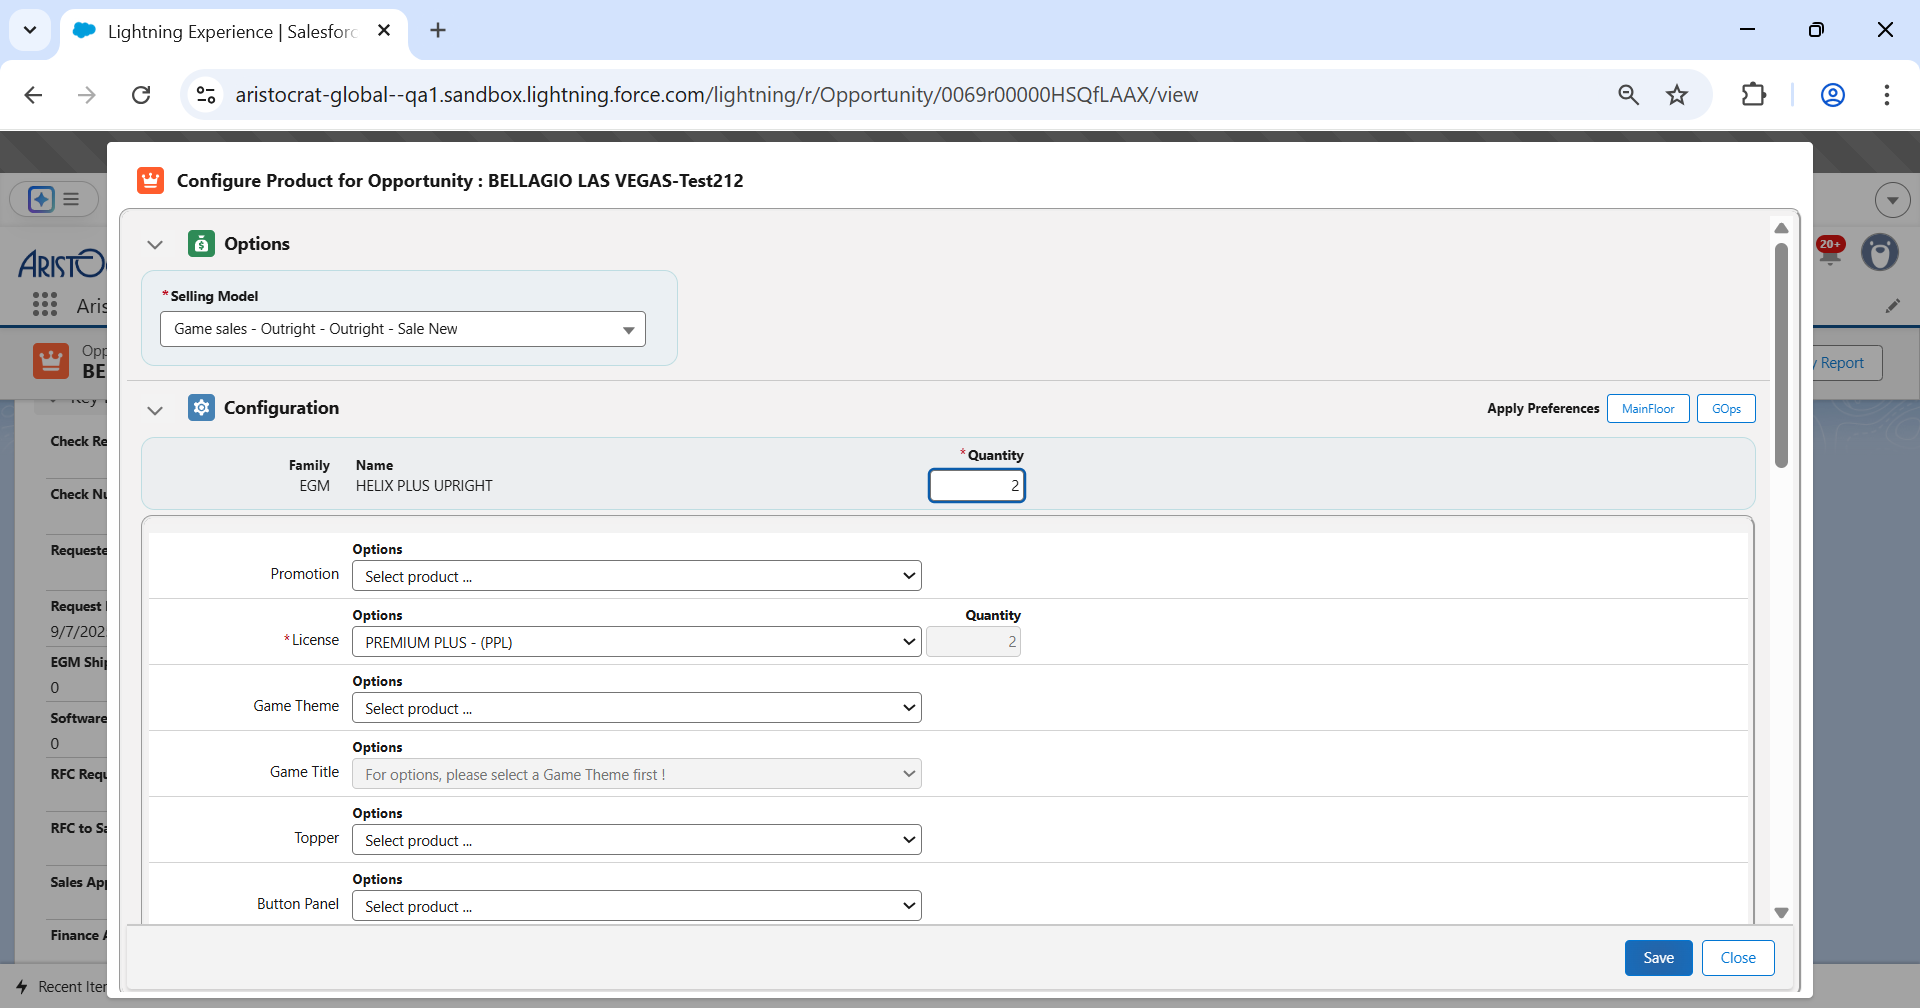 Lightning Experience | Salesforc
aristocrat-global--qa1.sandbox.lightning.force.com/lightning/r/Opportunity/0069r00000HSQfLAAX/view
Configure Product for Opportunity : BELLAGIO LAS VEGAS-Test212
Options
*Selling Model
Game sales - Outright - Outright - Sale New
Configuration
Apply Preferences MainFloor GOps
Family Name *Quantity
EGM HELIX PLUS UPRIGHT 2
Options
Promotion Select product ...
Options Quantity
*License PREMIUM PLUS - (PPL) 2
Options
Game Theme Select product ...
Options
Game Title For options, please select a Game Theme first !
Options
Topper Select product ...
Options
Button Panel Select product ...
Save Close
ARISTO
Aris
Opp
BE
Key
Check Re
Check Nu
Requeste
Request
9/7/202
EGM Ship
0
Software
0
RFC Requ
RFC to Sa
Sales App
Finance A
Recent Iter
20+
y Report